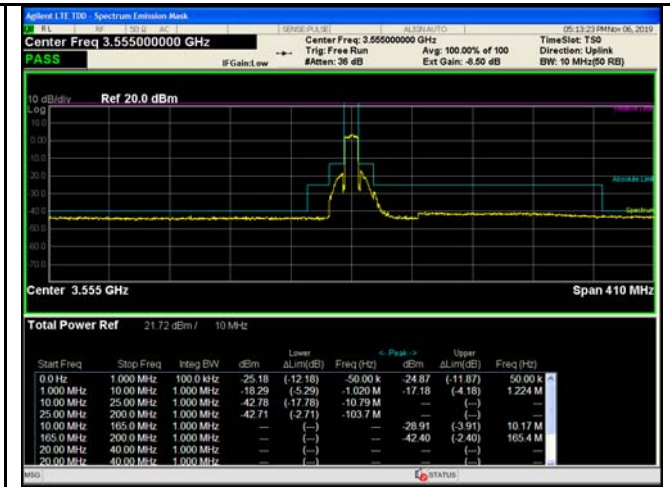 Agilent LTE TDD - Spectrum Emission Mask
RL RF 50 Ω AC SENSE:PULSE ALIGN AUTO 05:13:23 PM Nov 06, 2019
Center Freq 3.555000000 GHz Center Freq: 3.555000000 GHz TimeSlot: TS0
Trig: Free Run Avg: 100.00% of 100 Direction: Uplink
PASS IFGain:Low #Atten: 36 dB Ext Gain: -8.50 dB BW: 10 MHz(50 RB)
10 dB/div Ref 20.0 dBm
Log
10.0
0.00
10.0
20.0
30.0
40.0
60.0
60.0
70.0
Absolute Limit
Spectrum
Center 3.555 GHz Span 410 MHz
Total Power Ref 21.72 dBm / 10 MHz
Lower <- Peak -> Upper
Start Freq Stop Freq Integ BW dBm ΔLim(dB) Freq (Hz) dBm ΔLim(dB) Freq (Hz)
0.0 Hz 1.000 MHz 100.0 kHz -25.18 (-12.18) -50.00 k -24.87 (-11.87) 50.00 k
1.000 MHz 10.00 MHz 1.000 MHz -18.29 (-5.29) -1.020 M -17.18 (-4.18) 1.224 M
10.00 MHz 25.00 MHz 1.000 MHz -42.78 (-17.78) -10.79 M --- (---) ---
25.00 MHz 200.0 MHz 1.000 MHz -42.71 (-2.71) -103.7 M --- (---) ---
10.00 MHz 165.0 MHz 1.000 MHz --- (---) --- -28.91 (-3.91) 10.17 M
165.0 MHz 200.0 MHz 1.000 MHz --- (---) --- -42.40 (-2.40) 165.4 M
20.00 MHz 40.00 MHz 1.000 MHz --- (---) --- --- (---) ---
20.00 MHz 40.00 MHz 1.000 MHz --- (---) --- --- (---) ---
MSG STATUS